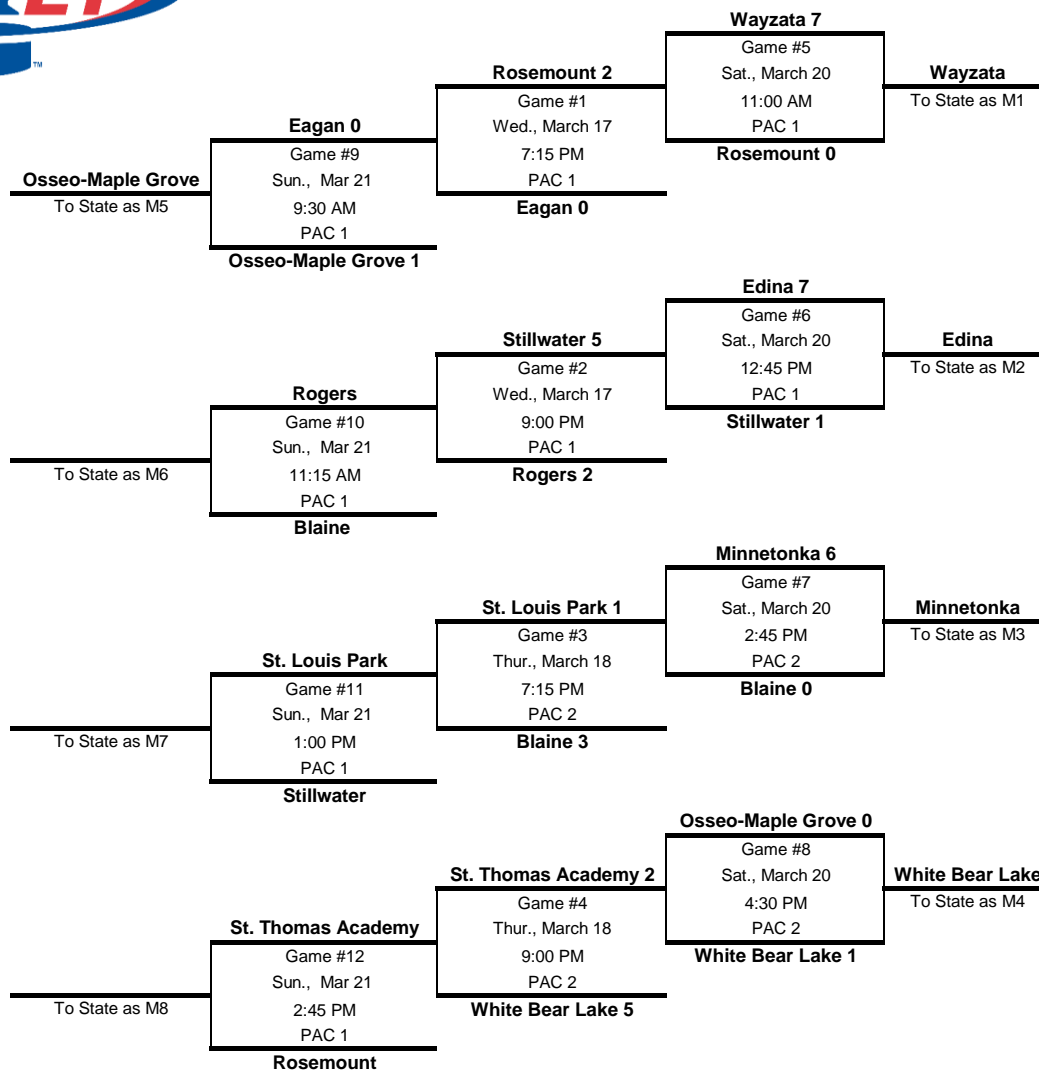 Wayzata 7
Game #5
Rosemount 2
Sat., March 20
Wayzata
Game #1
11:00 AM
To State as M1
Eagan 0
Wed., March 17
PAC 1
Game #9
7:15 PM
Rosemount 0
Osseo-Maple Grove
Sun., Mar 21
PAC 1
To State as M5
9:30 AM
Eagan 0
PAC 1
Osseo-Maple Grove 1
Edina 7
Game #6
Stillwater 5
Sat., March 20
Edina
Game #2
12:45 PM
To State as M2
Rogers
Wed., March 17
PAC 1
Game #10
9:00 PM
Stillwater 1
Sun., Mar 21
PAC 1
To State as M6
11:15 AM
Rogers 2
PAC 1
Blaine
Minnetonka 6
Game #7
St. Louis Park 1
Sat., March 20
Minnetonka
Game #3
2:45 PM
To State as M3
St. Louis Park
Thur., March 18
PAC 2
Game #11
7:15 PM
Blaine 0
Sun., Mar 21
PAC 2
To State as M7
1:00 PM
Blaine 3
PAC 1
Stillwater
Osseo-Maple Grove 0
Game #8
St. Thomas Academy 2
Sat., March 20
White Bear Lake
Game #4
4:30 PM
To State as M4
St. Thomas Academy
Thur., March 18
PAC 2
Game #12
9:00 PM
White Bear Lake 1
Sun., Mar 21
PAC 2
To State as M8
2:45 PM
White Bear Lake 5
PAC 1
Rosemount